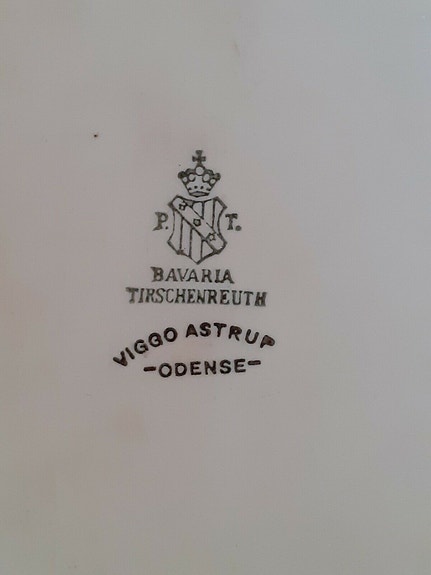 P. T.
BAVARIA
TIRSCHENREUTH
VIGGO ASTRUP
-ODENSE-